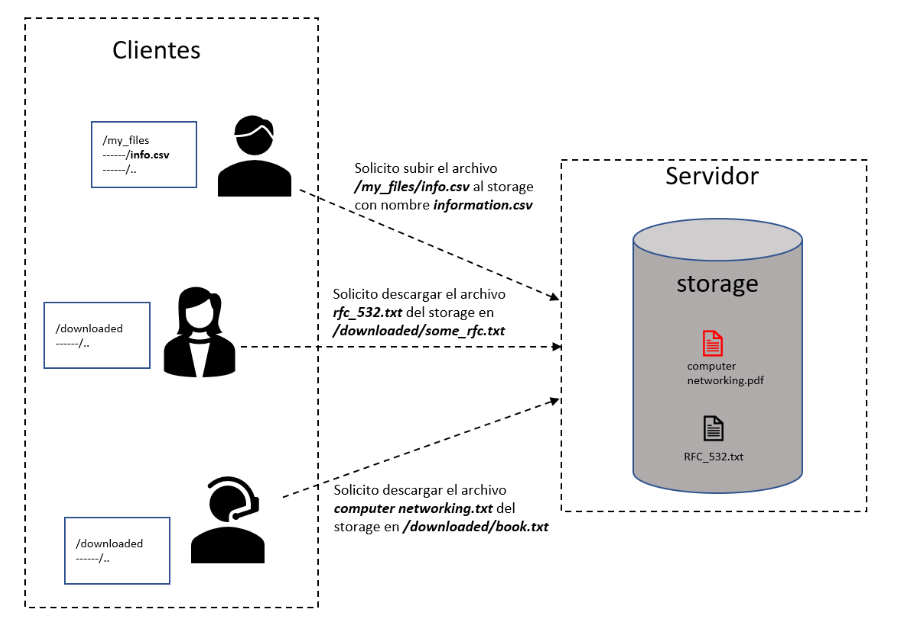 Clientes
/my_files
------/info.csv
------/..
Solicito subir el archivo
/my_files/info.csv al storage
con nombre information.csv
Servidor
storage
Solicito descargar el archivo
rfc_532.txt del storage en
/downloaded/some_rfc.txt
/downloaded
------/..
computer
networking.pdf
RFC_532.txt
Solicito descargar el archivo
computer networking.txt del
storage en /downloaded/book.txt
/downloaded
------/..